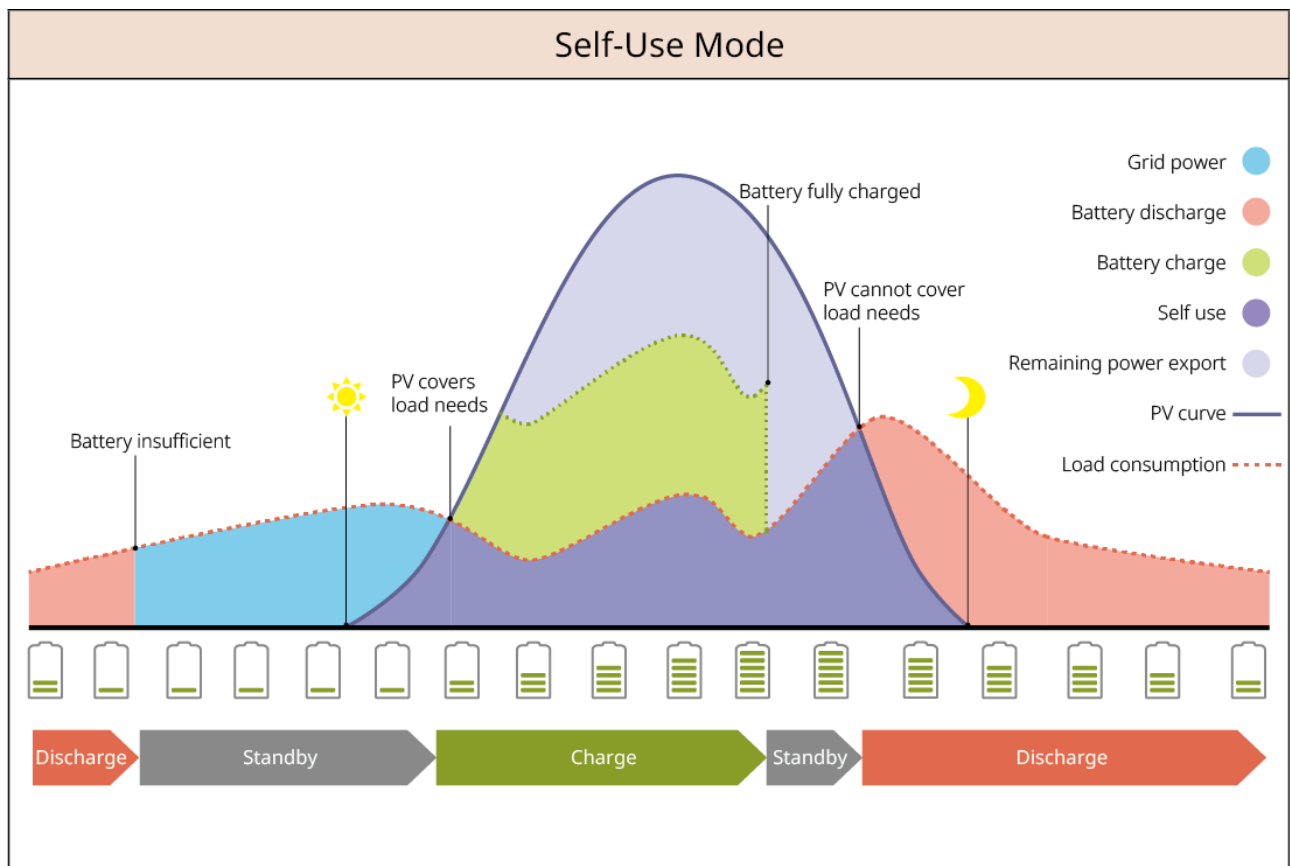 Self-Use Mode
Grid power
Battery discharge
Battery charge
Self use
Remaining power export
PV curve
Load consumption
Battery fully charged
PV cannot cover
load needs
PV covers
load needs
Battery insufficient
Discharge
Standby
Charge
Standby
Discharge